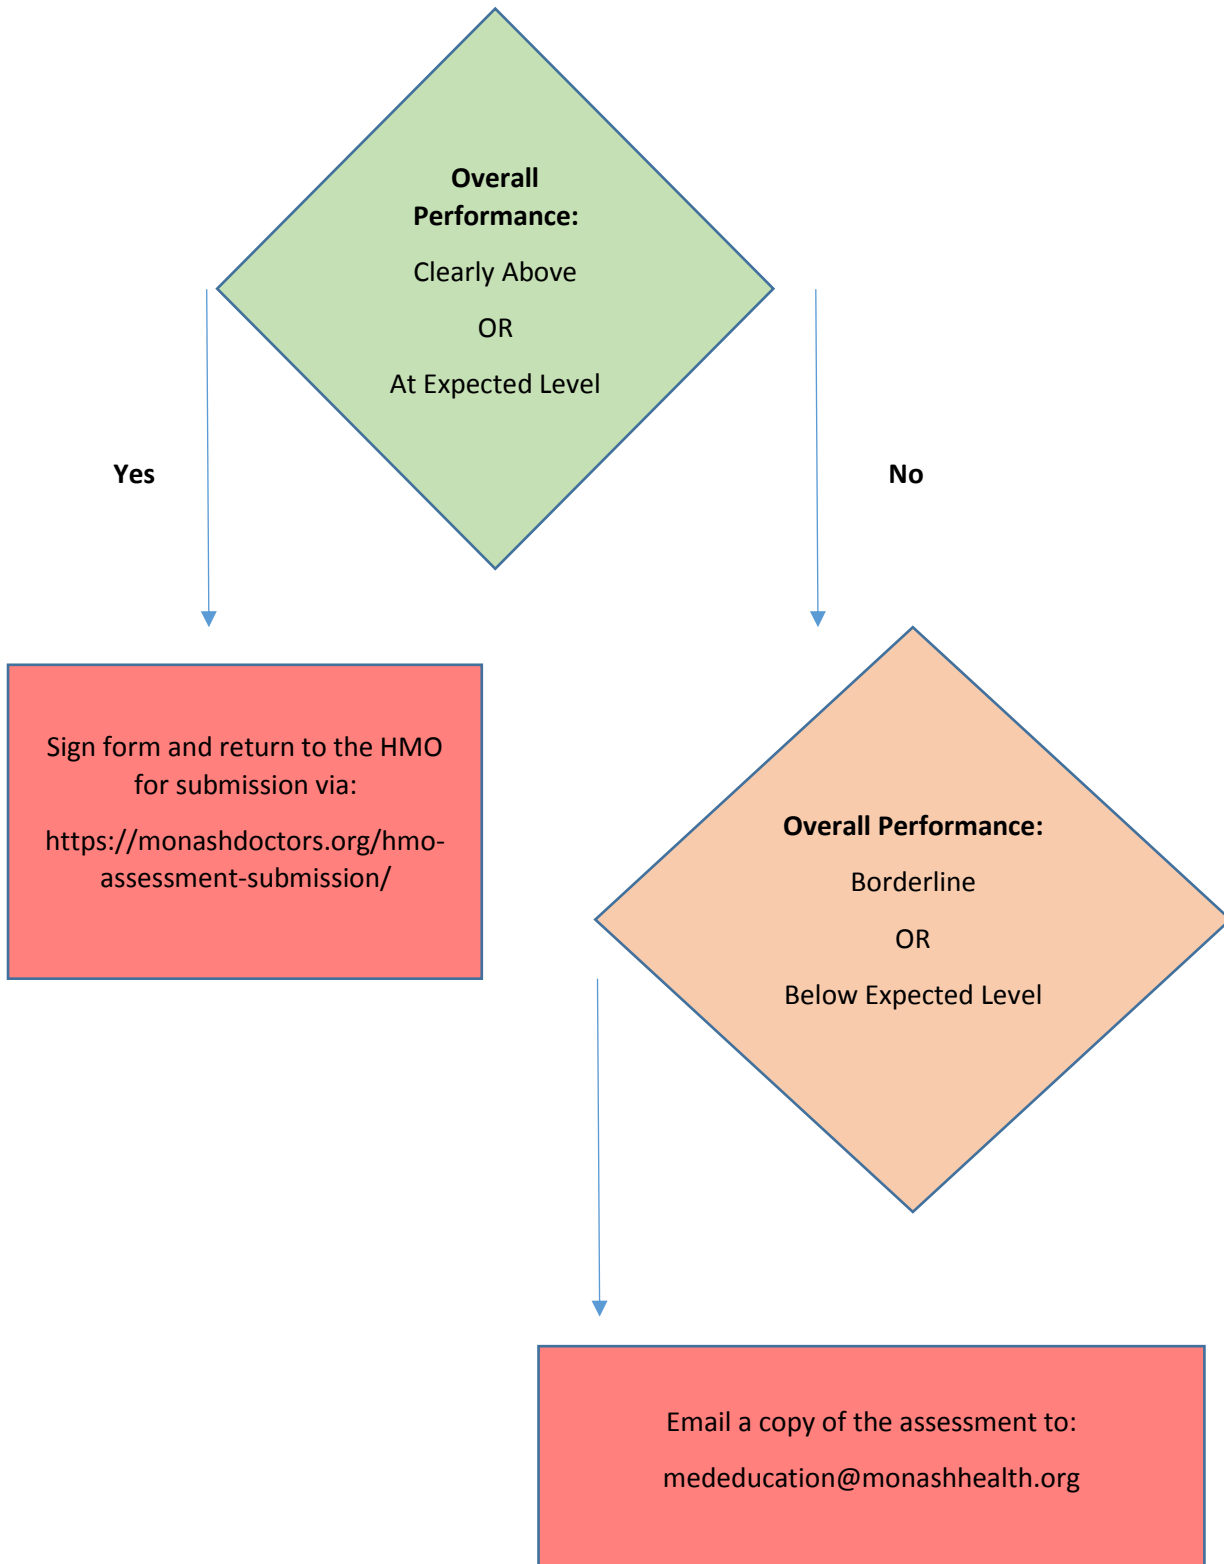 Overall
Performance:
Clearly Above
OR
At Expected Level
Yes
No
Sign form and return to the HMO
for submission via:
https://monashdoctors.org/hmo-
assessment-submission/
Overall Performance:
Borderline
OR
Below Expected Level
Email a copy of the assessment to:
mededucation@monashhealth.org